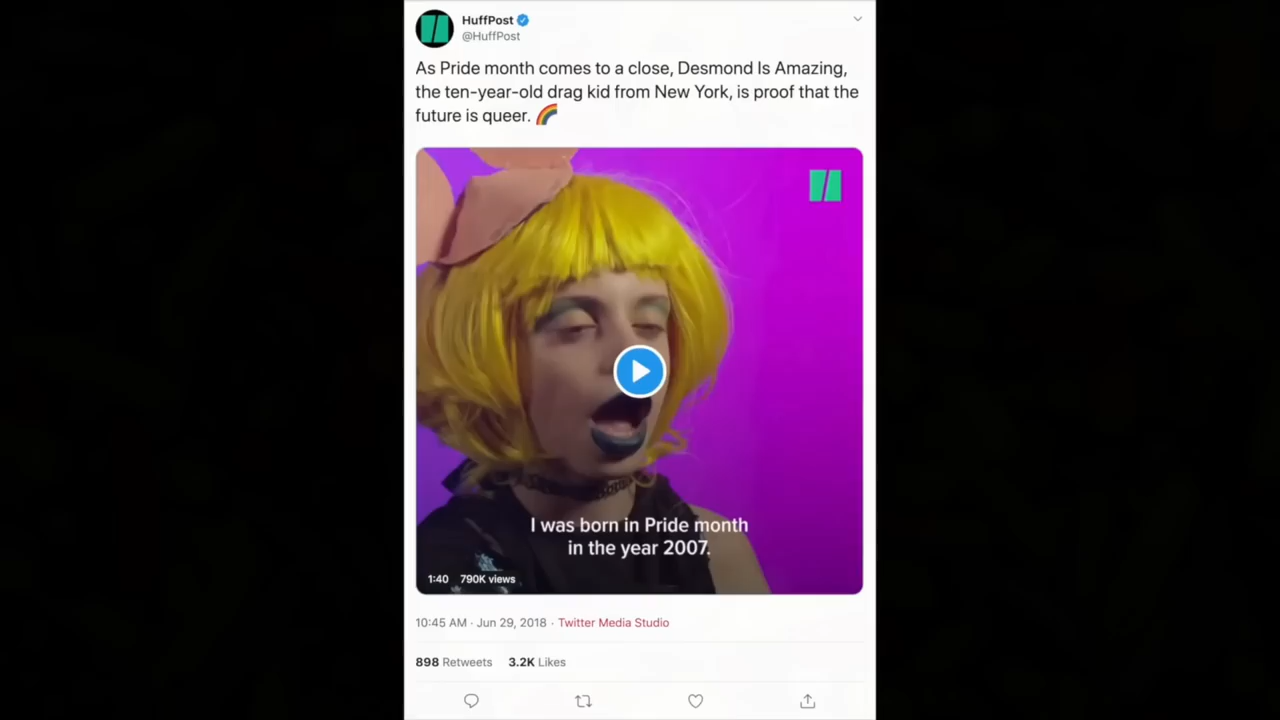 HuffPost
@HuffPost
As Pride month comes to a close, Desmond Is Amazing,
the ten-year-old drag kid from New York, is proof that the
future is queer. 🌈
I was born in Pride month
in the year 2007.
1:40 790K views
10:45 AM · Jun 29, 2018 · Twitter Media Studio
898 Retweets 3.2K Likes